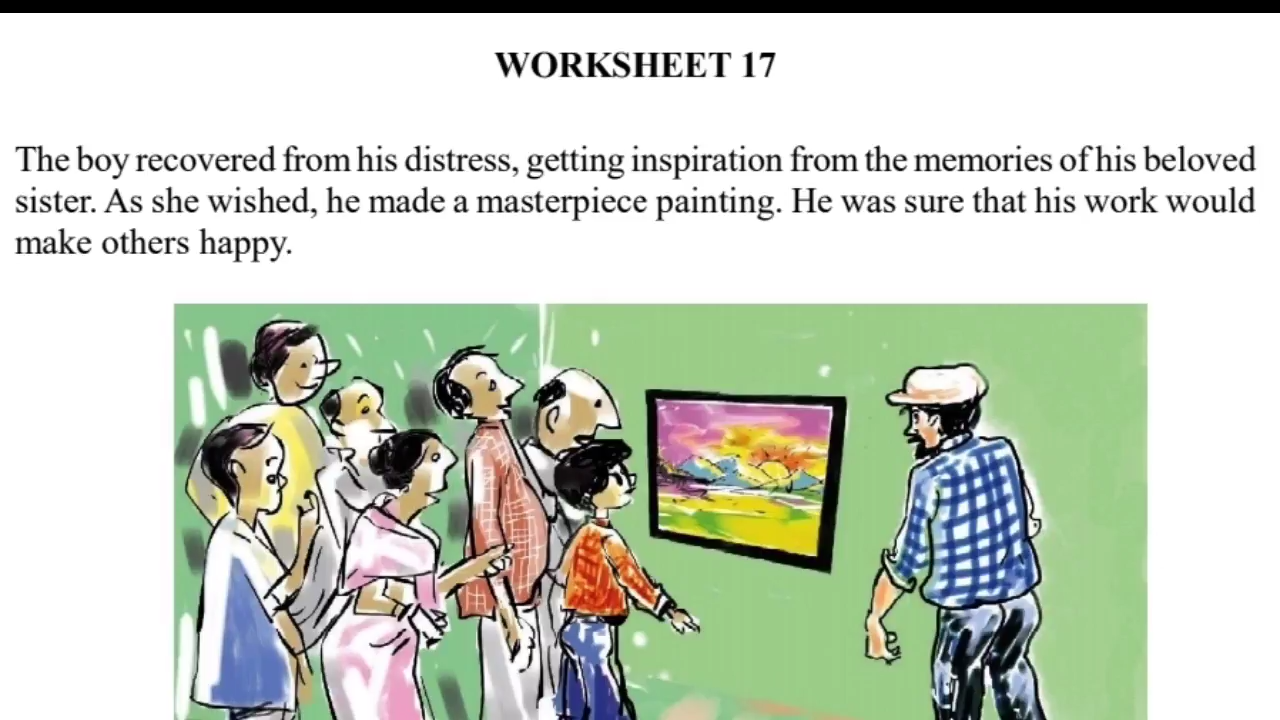 WORKSHEET 17
The boy recovered from his distress, getting inspiration from the memories of his beloved
sister. As she wished, he made a masterpiece painting. He was sure that his work would
make others happy.